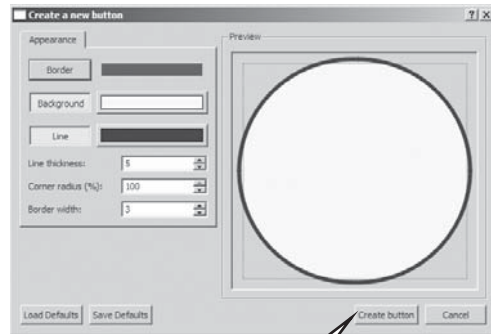 Create a new button
Appearance
Border
Background
Line
Line thickness: 5
Corner radius (%): 100
Border width: 3
Preview
Load Defaults Save Defaults Create button Cancel